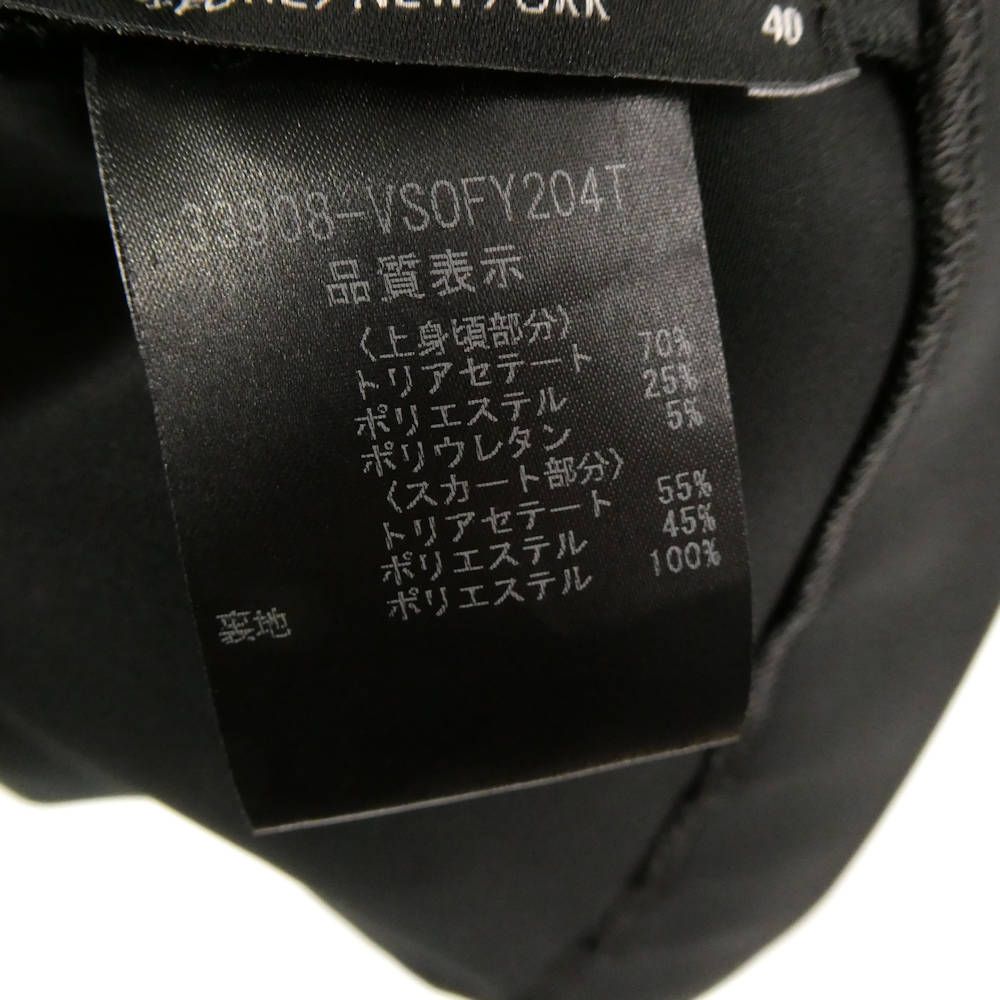 NEW YORK
40
33908-VS0FY204T
品質表示
〈上身頃部分〉
トリアセテート 70%
ポリエステル 25%
ポリウレタン 5%
〈スカート部分〉
トリアセテート 55%
ポリエステル 45%
裏地 ポリエステル 100%